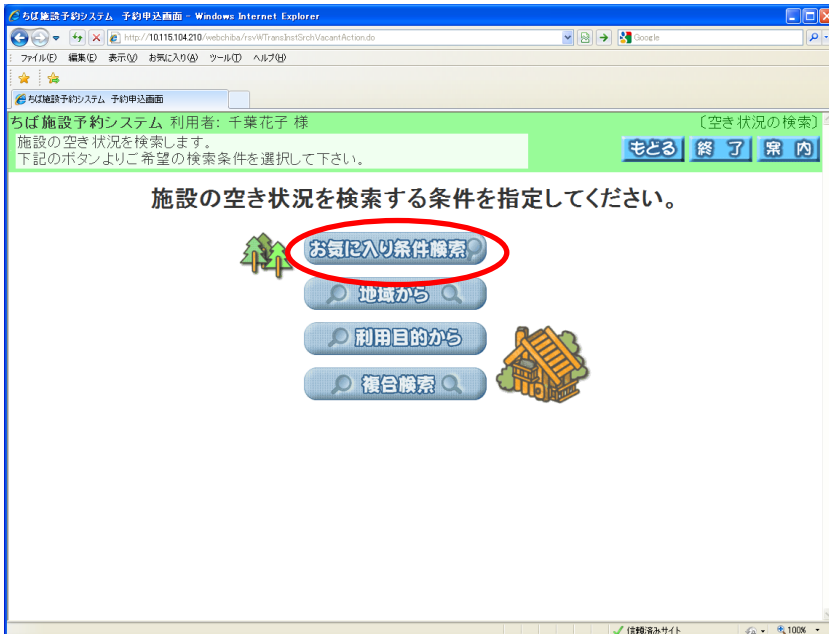 ちば施設予約システム 予約申込画面 - Windows Internet Explorer
http://10.115.104.210/webchiba/rsvWTransInstSrchVacantAction.do
Google
ファイル(F) 編集(E) 表示(V) お気に入り(A) ツール(T) ヘルプ(H)
ちば施設予約システム 予約申込画面
ちば施設予約システム 利用者: 千葉花子 様
〔空き状況の検索〕
施設の空き状況を検索します。
下記のボタンよりご希望の検索条件を選択して下さい。
もどる 終了 案内
施設の空き状況を検索する条件を指定してください。
お気に入り条件検索
地域から
利用目的から
複合検索
信頼済みサイト
100%